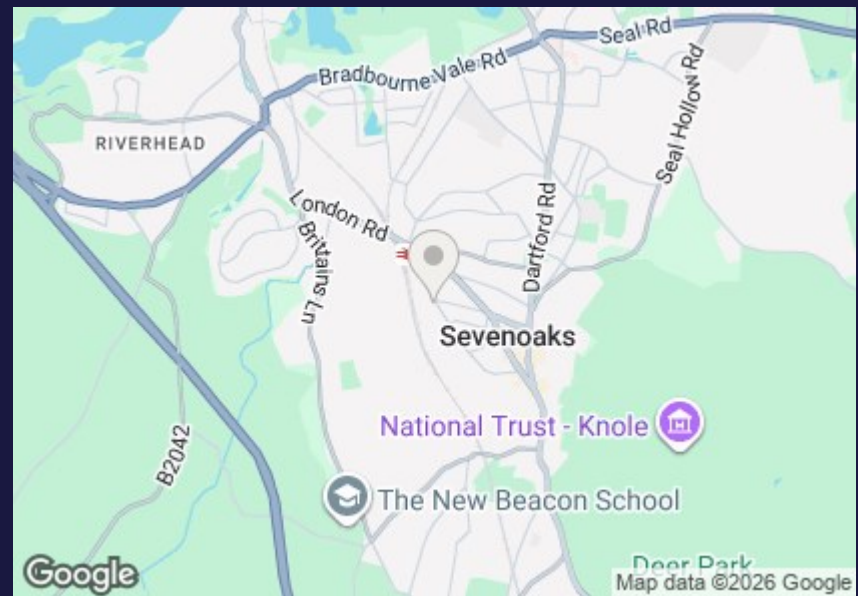 Seal Rd
Bradbourne Vale Rd
Seal Hollow Rd
RIVERHEAD
London Rd
Brittains Ln
Dartford Rd
Sevenoaks
National Trust - Knole
B2042
The New Beacon School
Deer Park
Google
Map data ©2026 Google